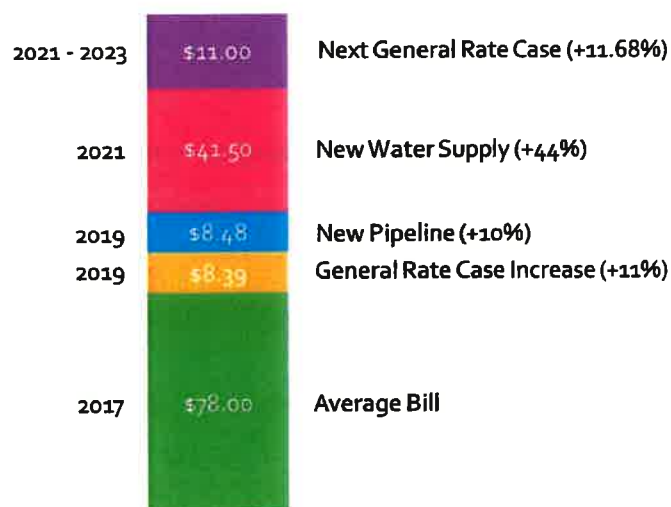 2021 - 2023 $11.00 Next General Rate Case (+11.68%)
2021 $41.50 New Water Supply (+44%)
2019 $8.48 New Pipeline (+10%)
2019 $8.39 General Rate Case Increase (+11%)
2017 $78.00 Average Bill